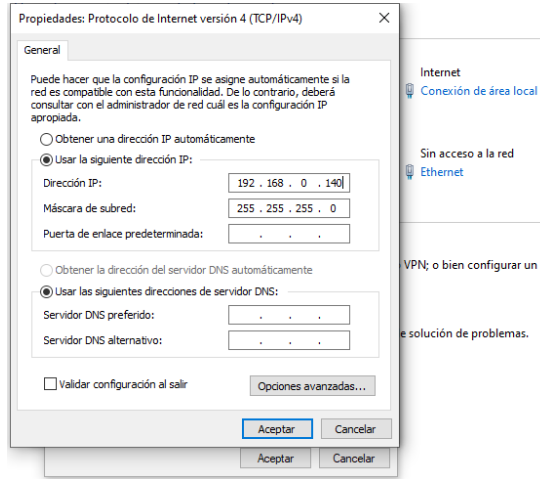 Propiedades: Protocolo de Internet versión 4 (TCP/IPv4)
General
Puede hacer que la configuración IP se asigne automáticamente si la
red es compatible con esta funcionalidad. De lo contrario, deberá
consultar con el administrador de red cuál es la configuración IP
apropiada.
Obtener una dirección IP automáticamente
Usar la siguiente dirección IP:
Dirección IP: 192 . 168 . 0 . 140
Máscara de subred: 255 . 255 . 255 . 0
Puerta de enlace predeterminada: . . .
Obtener la dirección del servidor DNS automáticamente
Usar las siguientes direcciones de servidor DNS:
Servidor DNS preferido: . . .
Servidor DNS alternativo: . . .
Validar configuración al salir
Opciones avanzadas...
Aceptar Cancelar
Aceptar Cancelar
Internet
Conexión de área local
Sin acceso a la red
Ethernet
VPN; o bien configurar un
e solución de problemas.